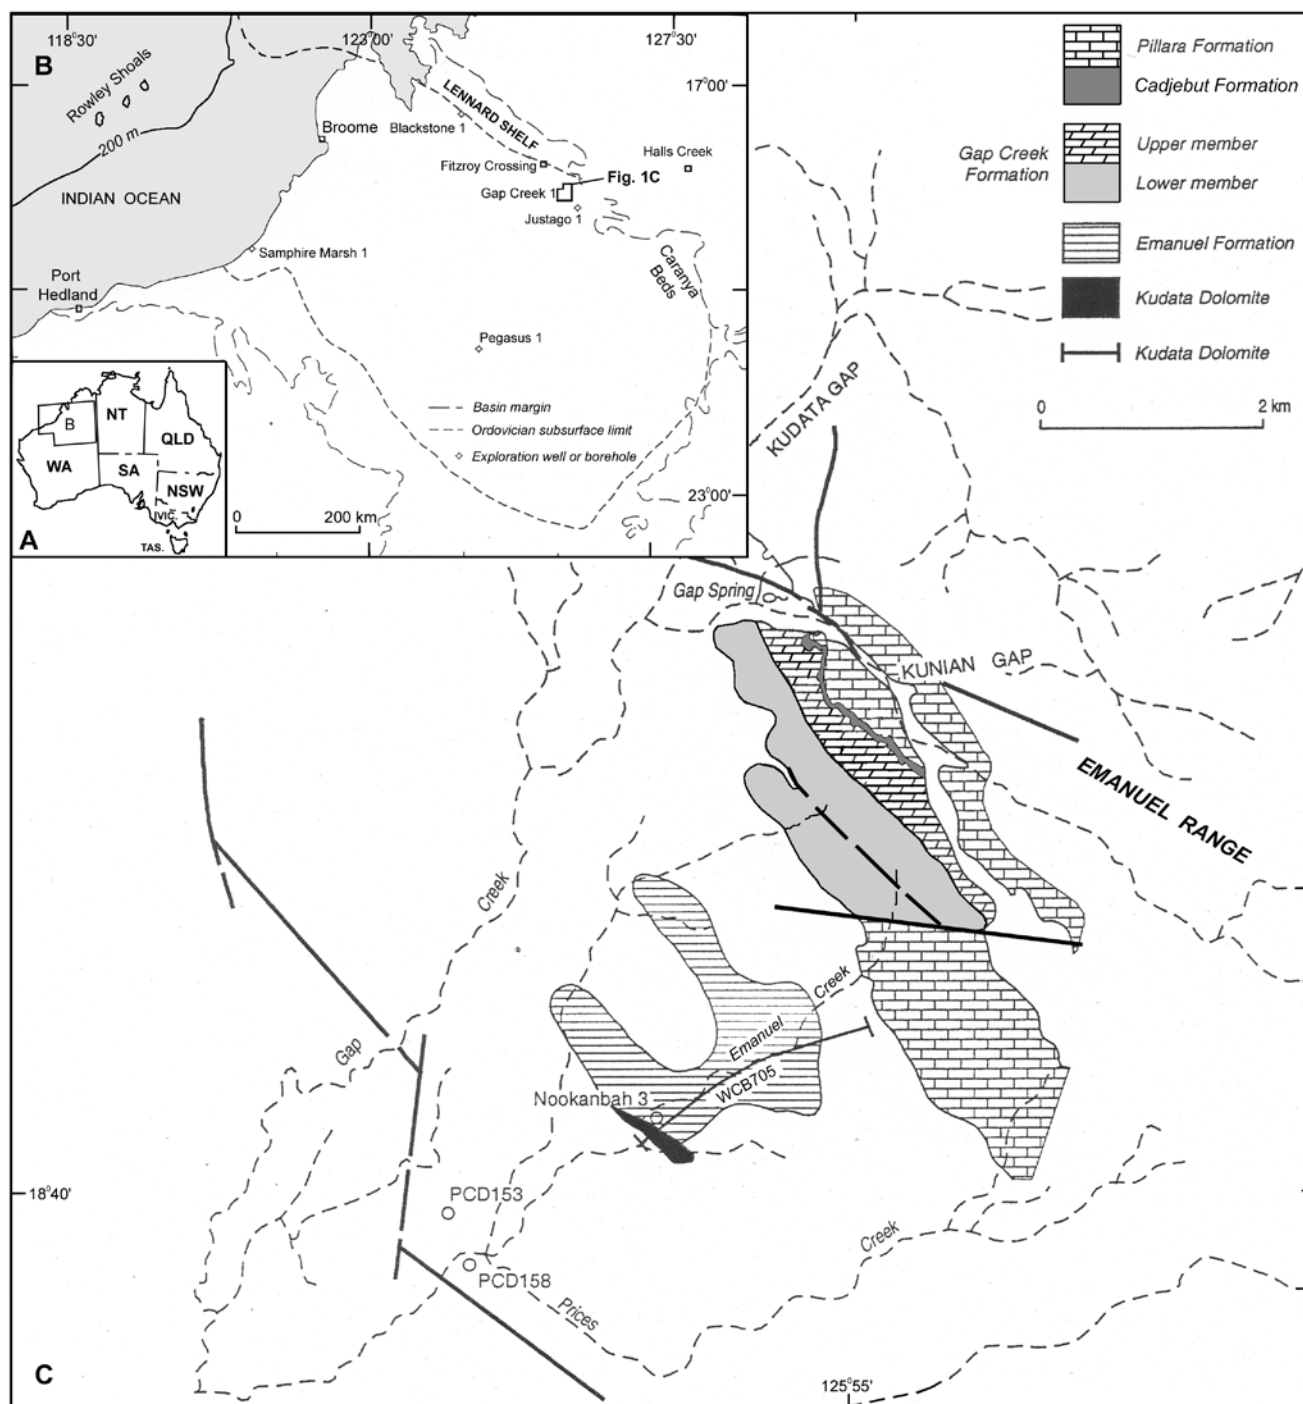 118°30'
123°00'
127°30'
B
Rowley Shoals
200 m
17°00'
LENNARD SHELF
Blackstone 1
Broome
Fitzroy Crossing
Halls Creek
Fig. 1C
Gap Creek 1
Justago 1
INDIAN OCEAN
Samphire Marsh 1
Caranya
Beds
Port
Hedland
Pegasus 1
Basin margin
Ordovician subsurface limit
Exploration well or borehole
0
200 km
23°00'
B
NT
QLD
WA
SA
NSW
VIC.
TAS.
A
Pillara Formation
Cadjebut Formation
Gap Creek
Formation
Upper member
Lower member
Emanuel Formation
Kudata Dolomite
Kudata Dolomite
0
2 km
KUDATA GAP
Gap Spring
KUNIAN GAP
EMANUEL RANGE
Creek
Gap
Emanuel
Creek
WCB705
Nookanbah 3
18°40'
PCD153
PCD158
Prices
Creek
C
125°55'